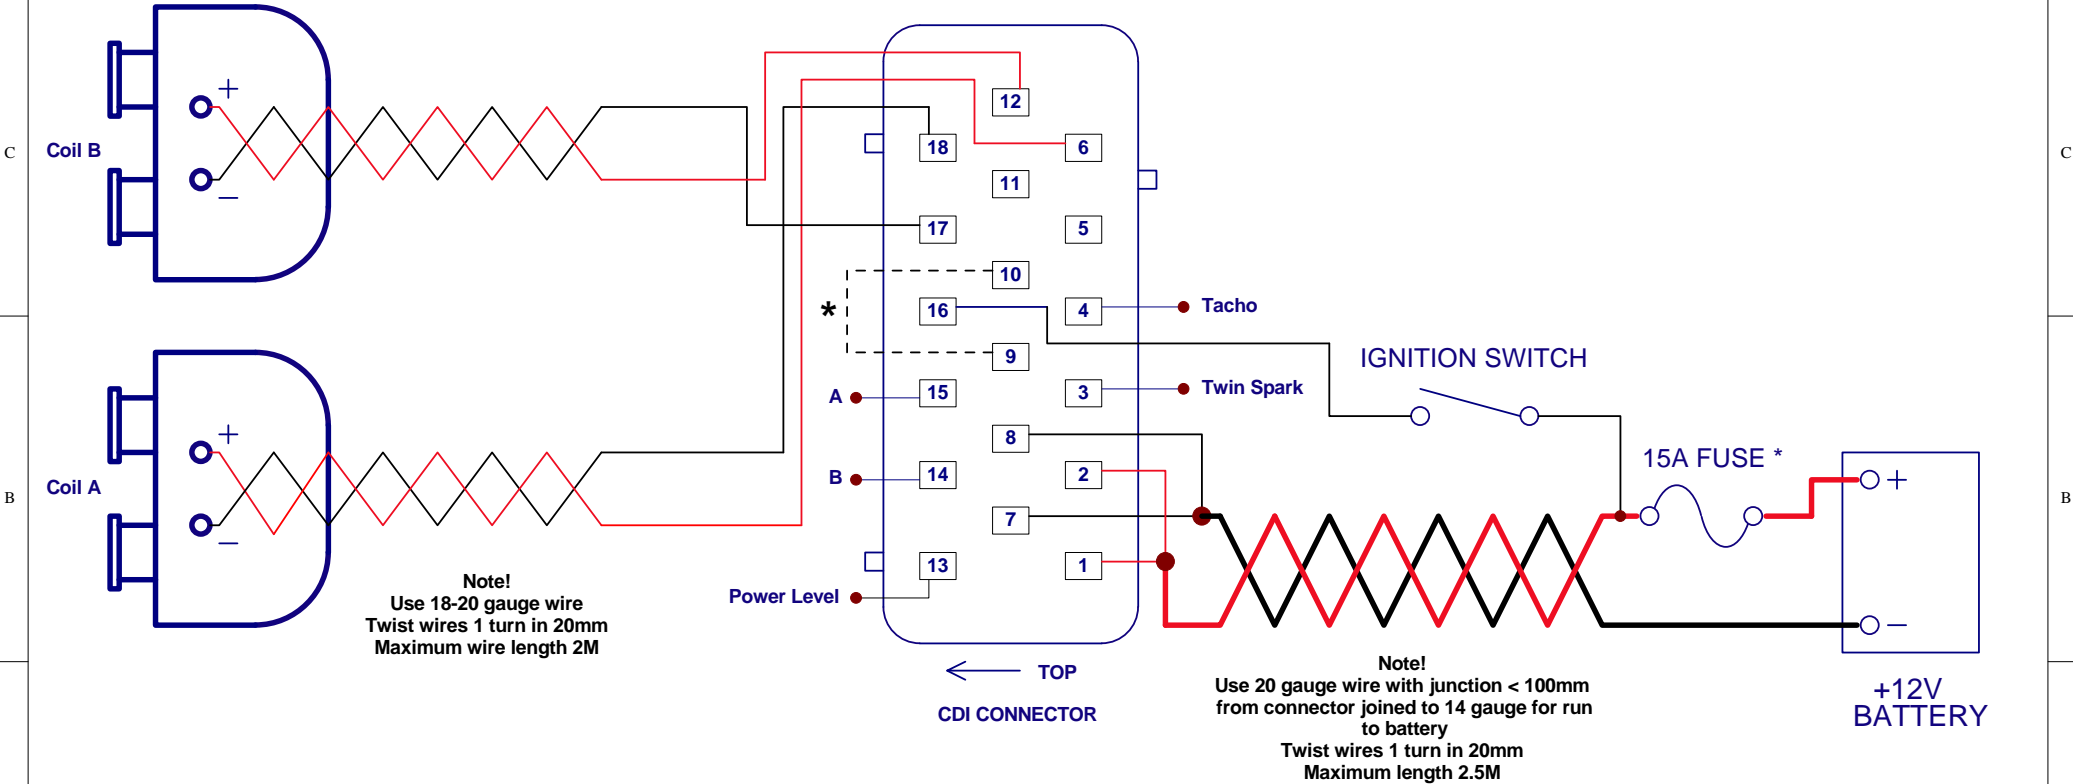 12
+
C
Coil B
18
6
C
11
–
17
5
10
*
16
4
Tacho
9
IGNITION SWITCH
A
15
3
Twin Spark
+
8
15A FUSE *
B
Coil A
B
14
2
+
B
7
–
13
1
Note!
Use 18-20 gauge wire
Twist wires 1 turn in 20mm
Maximum wire length 2M
Power Level
–
TOP
CDI CONNECTOR
Note!
Use 20 gauge wire with junction < 100mm
from connector joined to 14 gauge for run
to battery
Twist wires 1 turn in 20mm
Maximum length 2.5M
+12V
BATTERY